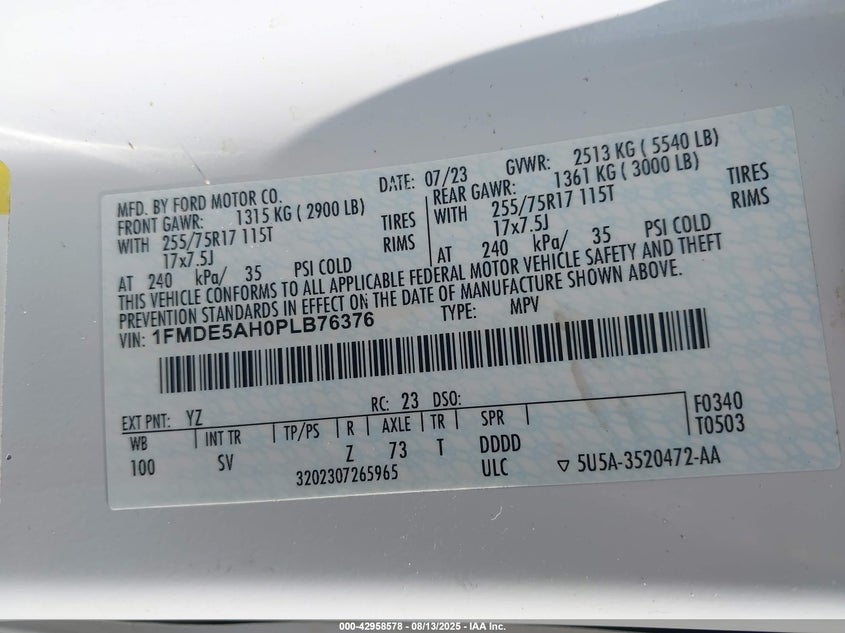 MFD. BY FORD MOTOR CO.
DATE: 07/23 GVWR: 2513 KG ( 5540 LB)
FRONT GAWR: 1315 KG ( 2900 LB)
WITH 255/75R17 115T TIRES
17x7.5J RIMS
AT 240 kPa/ 35 PSI COLD
REAR GAWR: 1361 KG ( 3000 LB)
WITH 255/75R17 115T TIRES
17x7.5J RIMS
AT 240 kPa/ 35 PSI COLD
THIS VEHICLE CONFORMS TO ALL APPLICABLE FEDERAL MOTOR VEHICLE SAFETY AND THEFT
PREVENTION STANDARDS IN EFFECT ON THE DATE OF MANUFACTURE SHOWN ABOVE.
VIN: 1FMDE5AH0PLB76376 TYPE: MPV
EXT PNT: YZ RC: 23 DSO: F0340
WB INT TR TP/PS R AXLE TR SPR T0503
100 SV Z 73 T DDDD
3202307265965 ULC ▽ 5U5A-3520472-AA
000-42958578 - 08/13/2025 - IAA Inc.